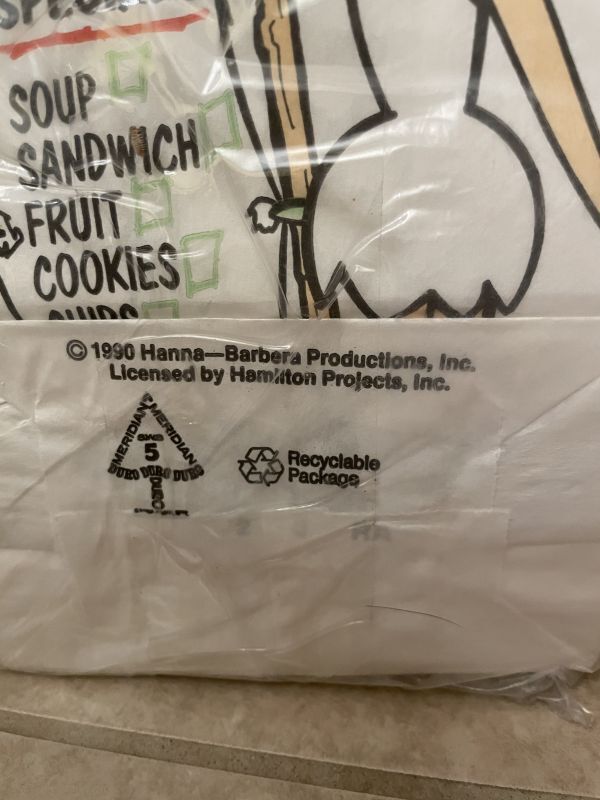 SOUP
SANDWICH
FRUIT
COOKIES
© 1990 Hanna—Barbera Productions, Inc.
Licensed by Hamilton Projects, Inc.
MERIDIAN MERIDIAN
5
DURO DURO DURO
Recyclable
Package